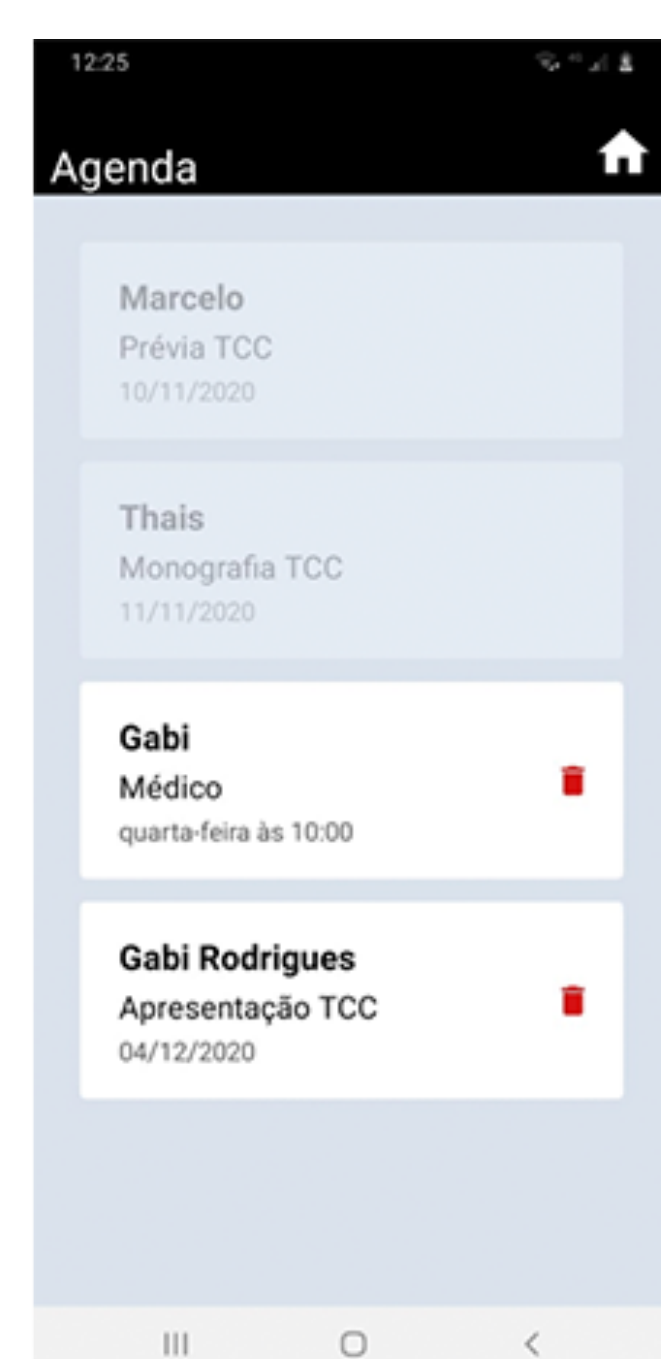 12:25
Agenda
Marcelo
Prévia TCC
10/11/2020
Thais
Monografia TCC
11/11/2020
Gabi
Médico
quarta-feira às 10:00
Gabi Rodrigues
Apresentação TCC
04/12/2020